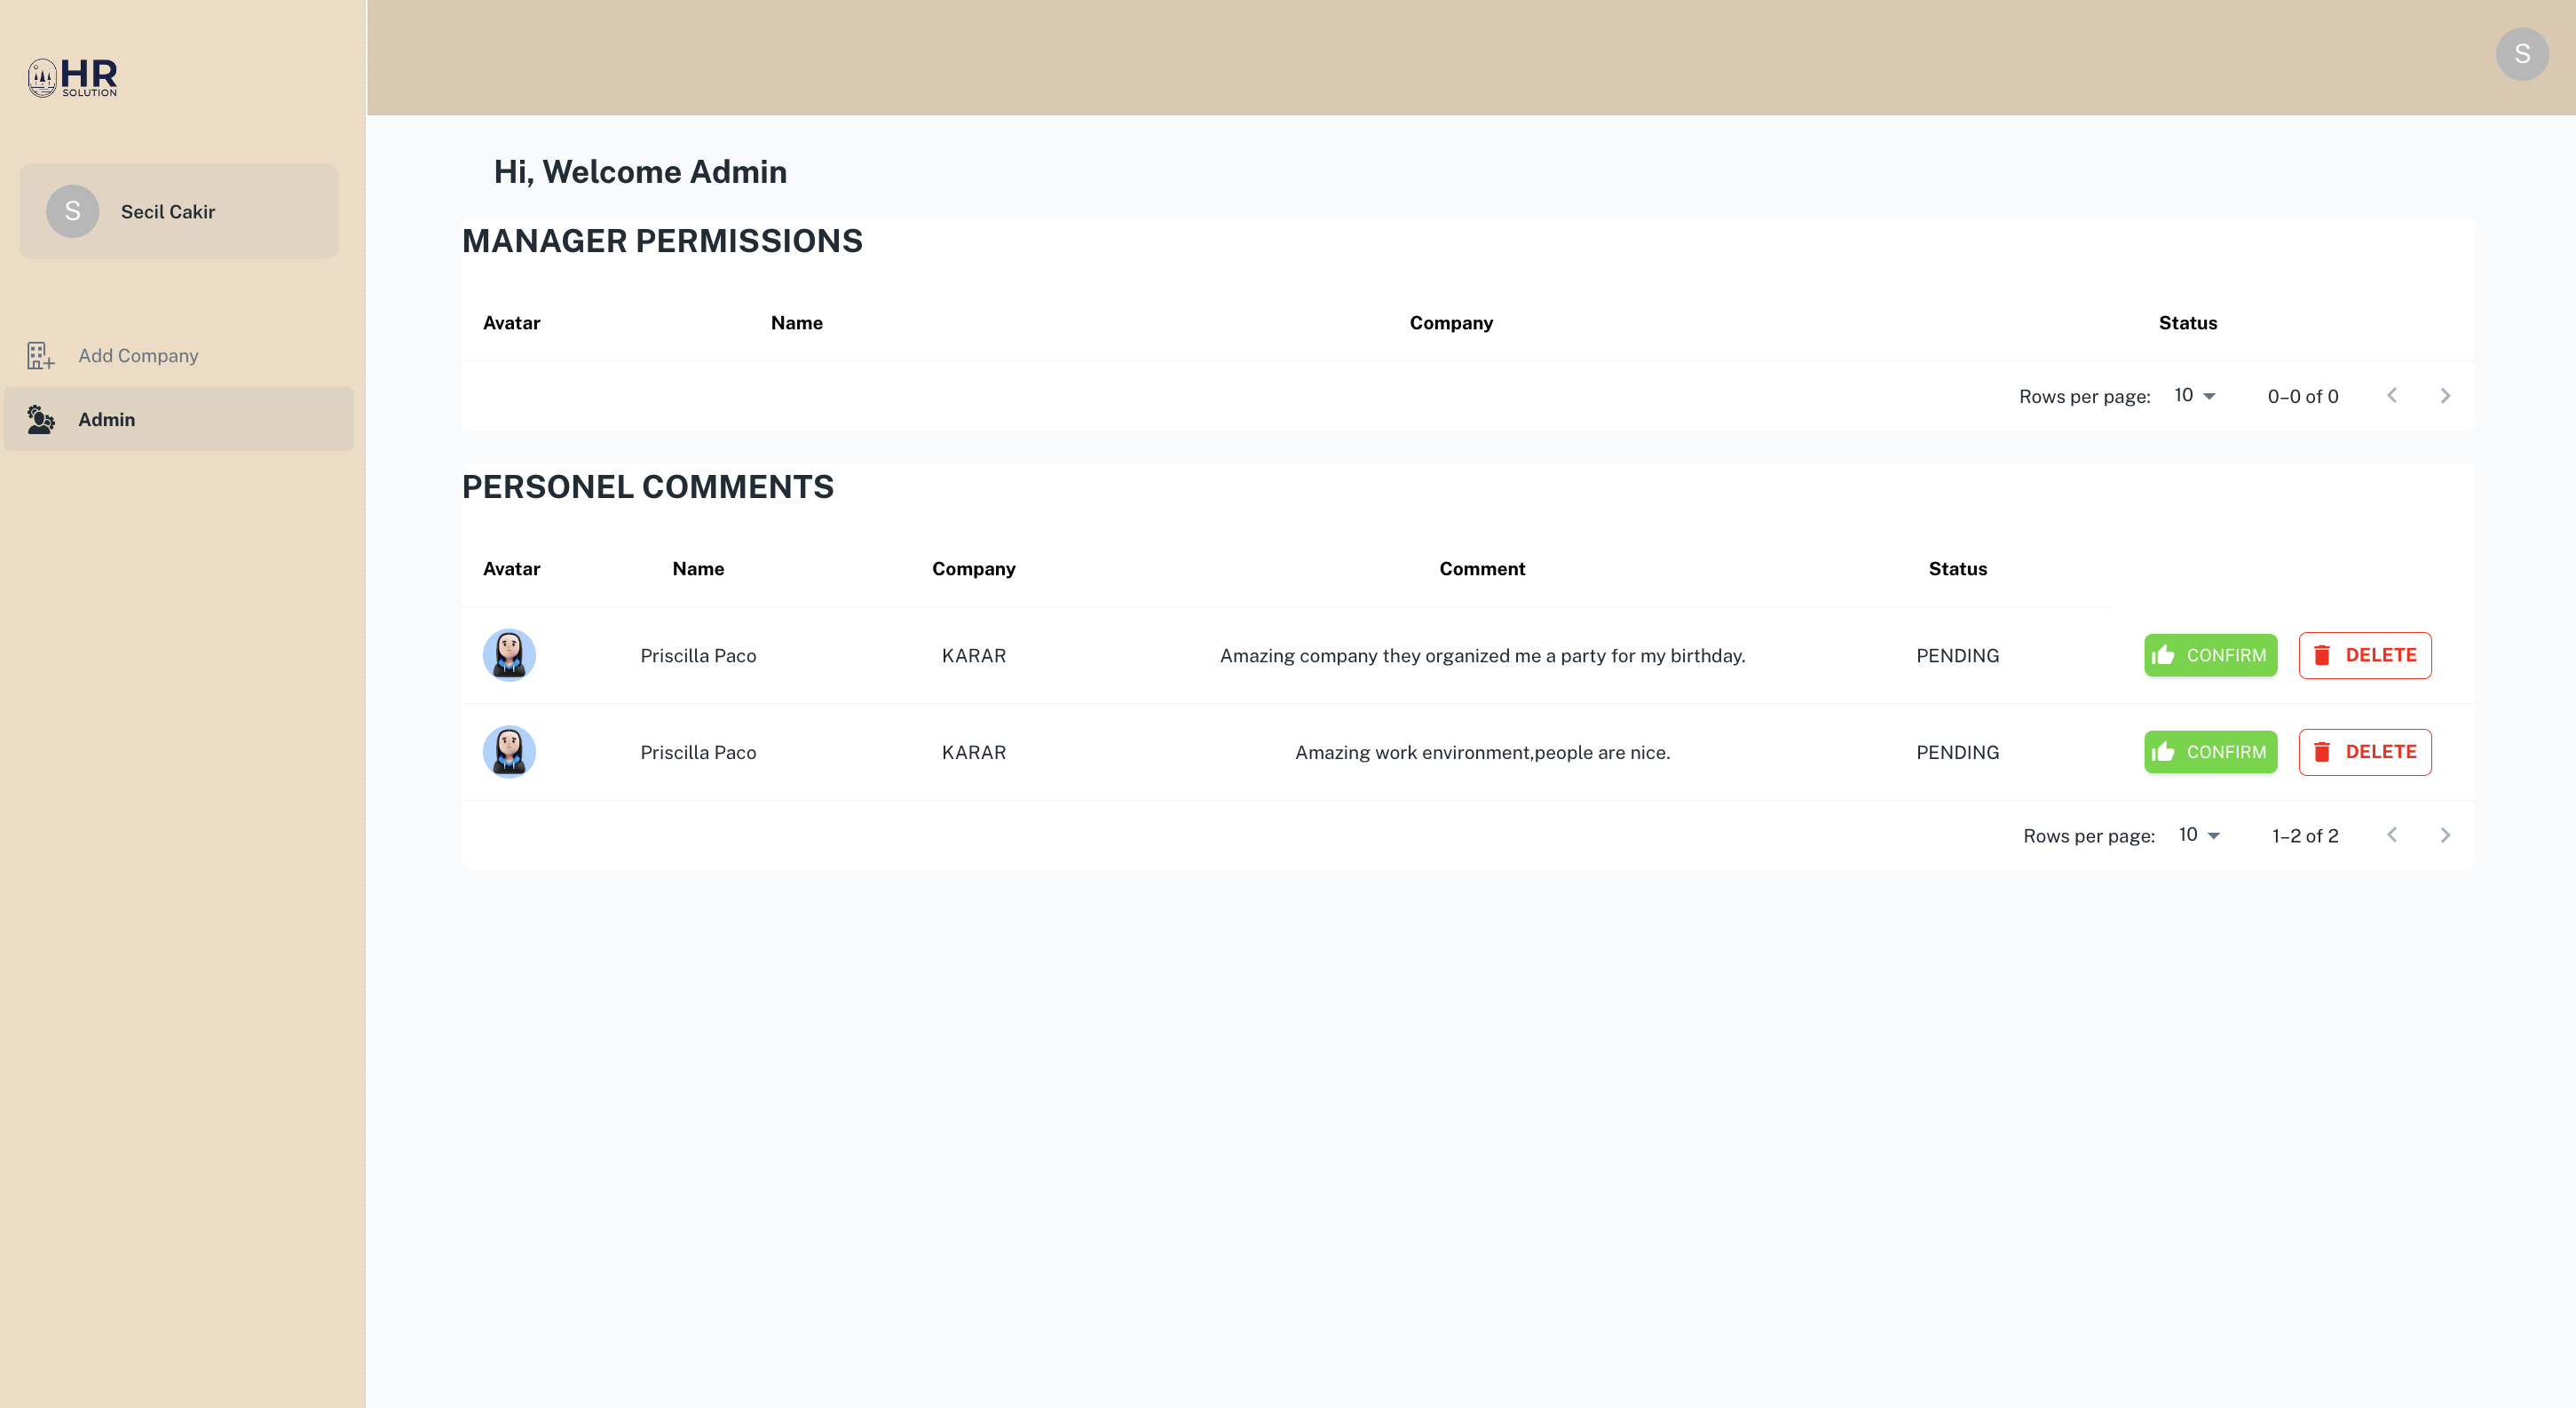 HR
SOLUTION
S
S
Secil Cakir
Add Company
Admin
Hi, Welcome Admin
MANAGER PERMISSIONS
Avatar Name Company Status
Rows per page: 10 0–0 of 0
PERSONEL COMMENTS
Avatar Name Company Comment Status
Priscilla Paco KARAR Amazing company they organized me a party for my birthday. PENDING CONFIRM DELETE
Priscilla Paco KARAR Amazing work environment,people are nice. PENDING CONFIRM DELETE
Rows per page: 10 1–2 of 2